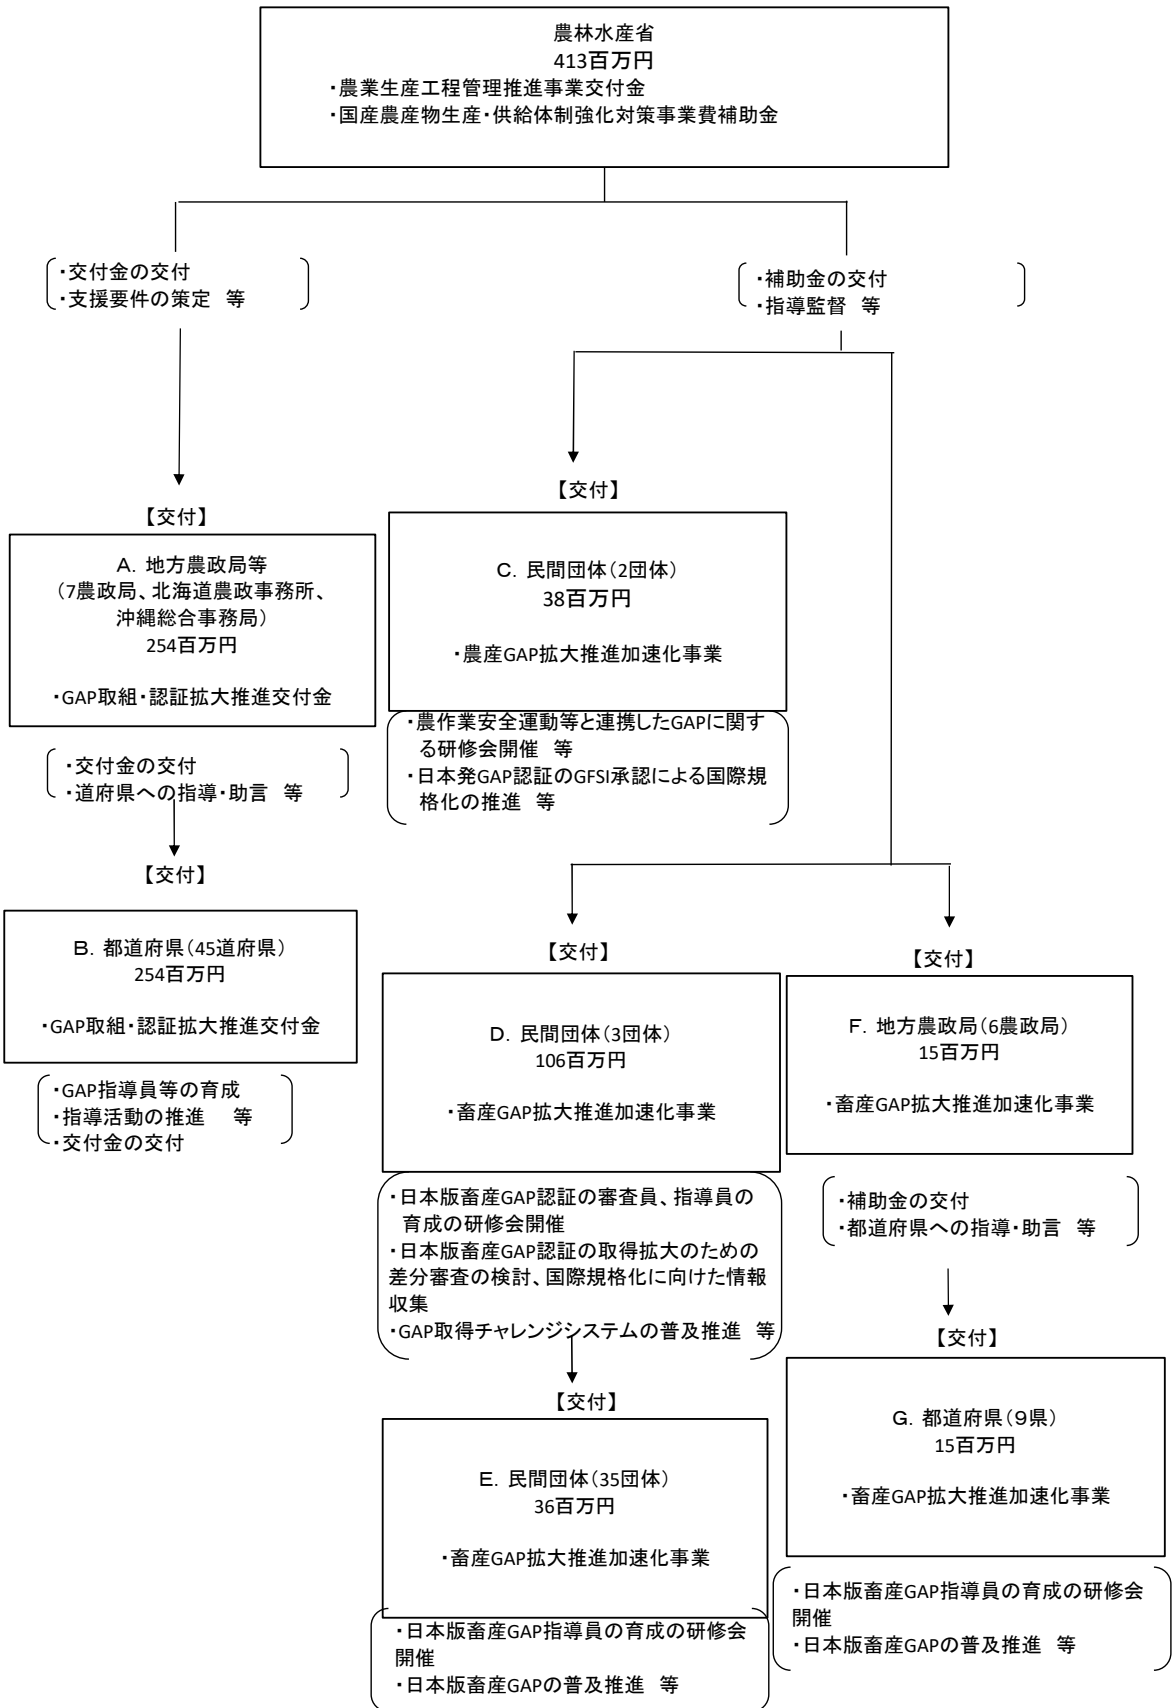 農林水産省
413百万円
・農業生産工程管理推進事業交付金
・国産農産物生産・供給体制強化対策事業費補助金
・交付金の交付
・支援要件の策定　等
・補助金の交付
・指導監督　等
【交付】
A．地方農政局等
（7農政局、北海道農政事務所、
沖縄総合事務局）
254百万円
・GAP取組・認証拡大推進交付金
・交付金の交付
・道府県への指導・助言　等
【交付】
B．都道府県（45道府県）
254百万円
・GAP取組・認証拡大推進交付金
・GAP指導員等の育成
・指導活動の推進　等
・交付金の交付
【交付】
C．民間団体（2団体）
38百万円
・農産GAP拡大推進加速化事業
・農作業安全運動等と連携したGAPに関す
る研修会開催　等
・日本発GAP認証のGFSI承認による国際規
格化の推進　等
【交付】
D．民間団体（3団体）
106百万円
・畜産GAP拡大推進加速化事業
・日本版畜産GAP認証の審査員、指導員の
育成の研修会開催
・日本版畜産GAP認証の取得拡大のための
差分審査の検討、国際規格化に向けた情報
収集
・GAP取得チャレンジシステムの普及推進　等
【交付】
E．民間団体（35団体）
36百万円
・畜産GAP拡大推進加速化事業
・日本版畜産GAP指導員の育成の研修会
開催
・日本版畜産GAPの普及推進　等
【交付】
F．地方農政局（6農政局）
15百万円
・畜産GAP拡大推進加速化事業
・補助金の交付
・都道府県への指導・助言　等
【交付】
G．都道府県（９県）
15百万円
・畜産GAP拡大推進加速化事業
・日本版畜産GAP指導員の育成の研修会
開催
・日本版畜産GAPの普及推進　等